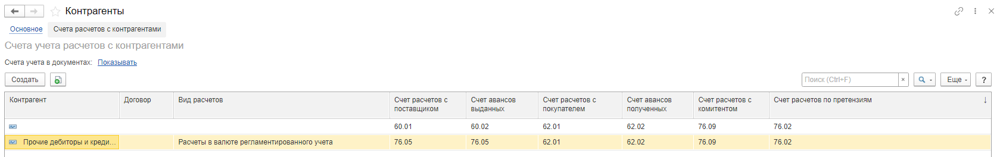 Контрагенты
Основное Счета расчетов с контрагентами
Счета учета расчетов с контрагентами
Счета учета в документах: Показывать
Создать Поиск (Ctrl+F) × Еще ?
Контрагент Договор Вид расчетов Счет расчетов с поставщиком Счет авансов выданных Счет расчетов с покупателем Счет авансов полученных Счет расчетов с комитентом Счет расчетов по претензиям ↓
60.01 60.02 62.01 62.02 76.09 76.02
Прочие дебиторы и креди... Расчеты в валюте регламентированного учета 76.05 76.05 62.01 62.02 76.09 76.02